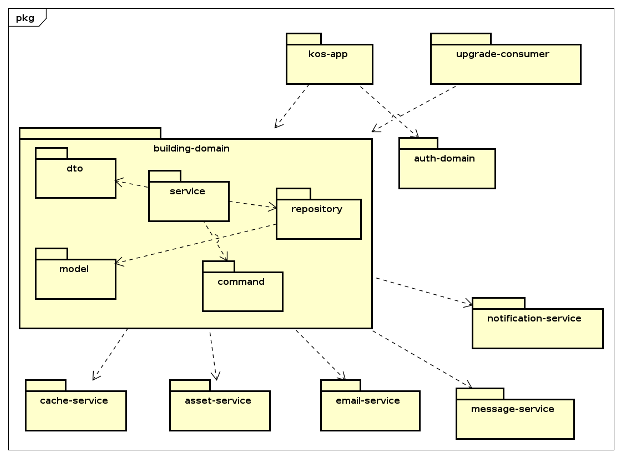 pkg
kos-app
upgrade-consumer
building-domain
auth-domain
dto
service
repository
model
command
notification-service
cache-service
asset-service
email-service
message-service